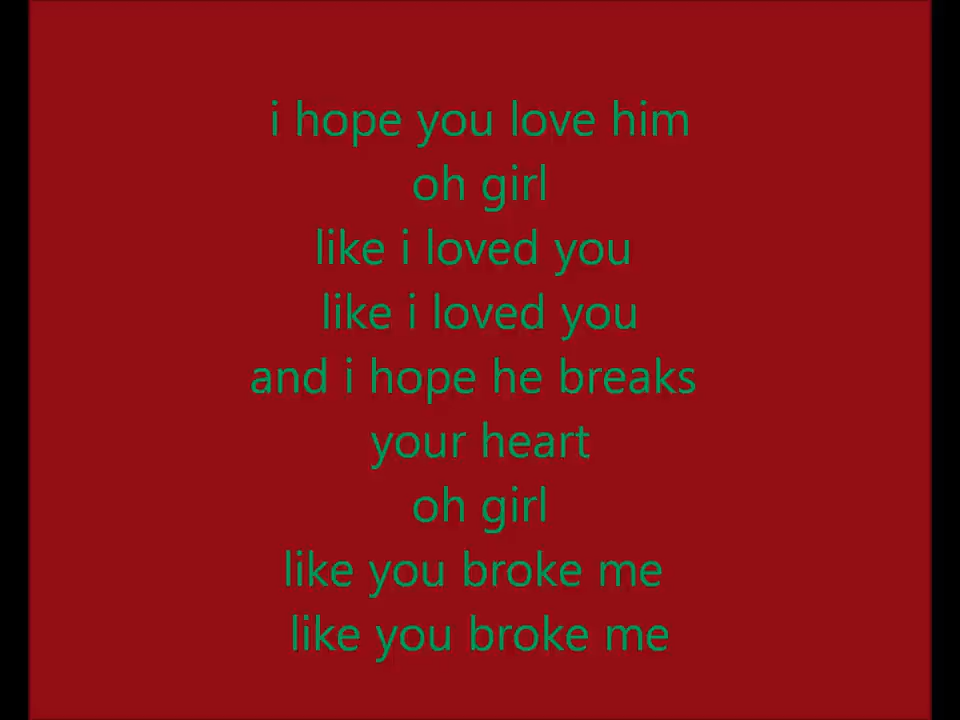 i hope you love him
oh girl
like i loved you
like i loved you
and i hope he breaks
your heart
oh girl
like you broke me
like you broke me